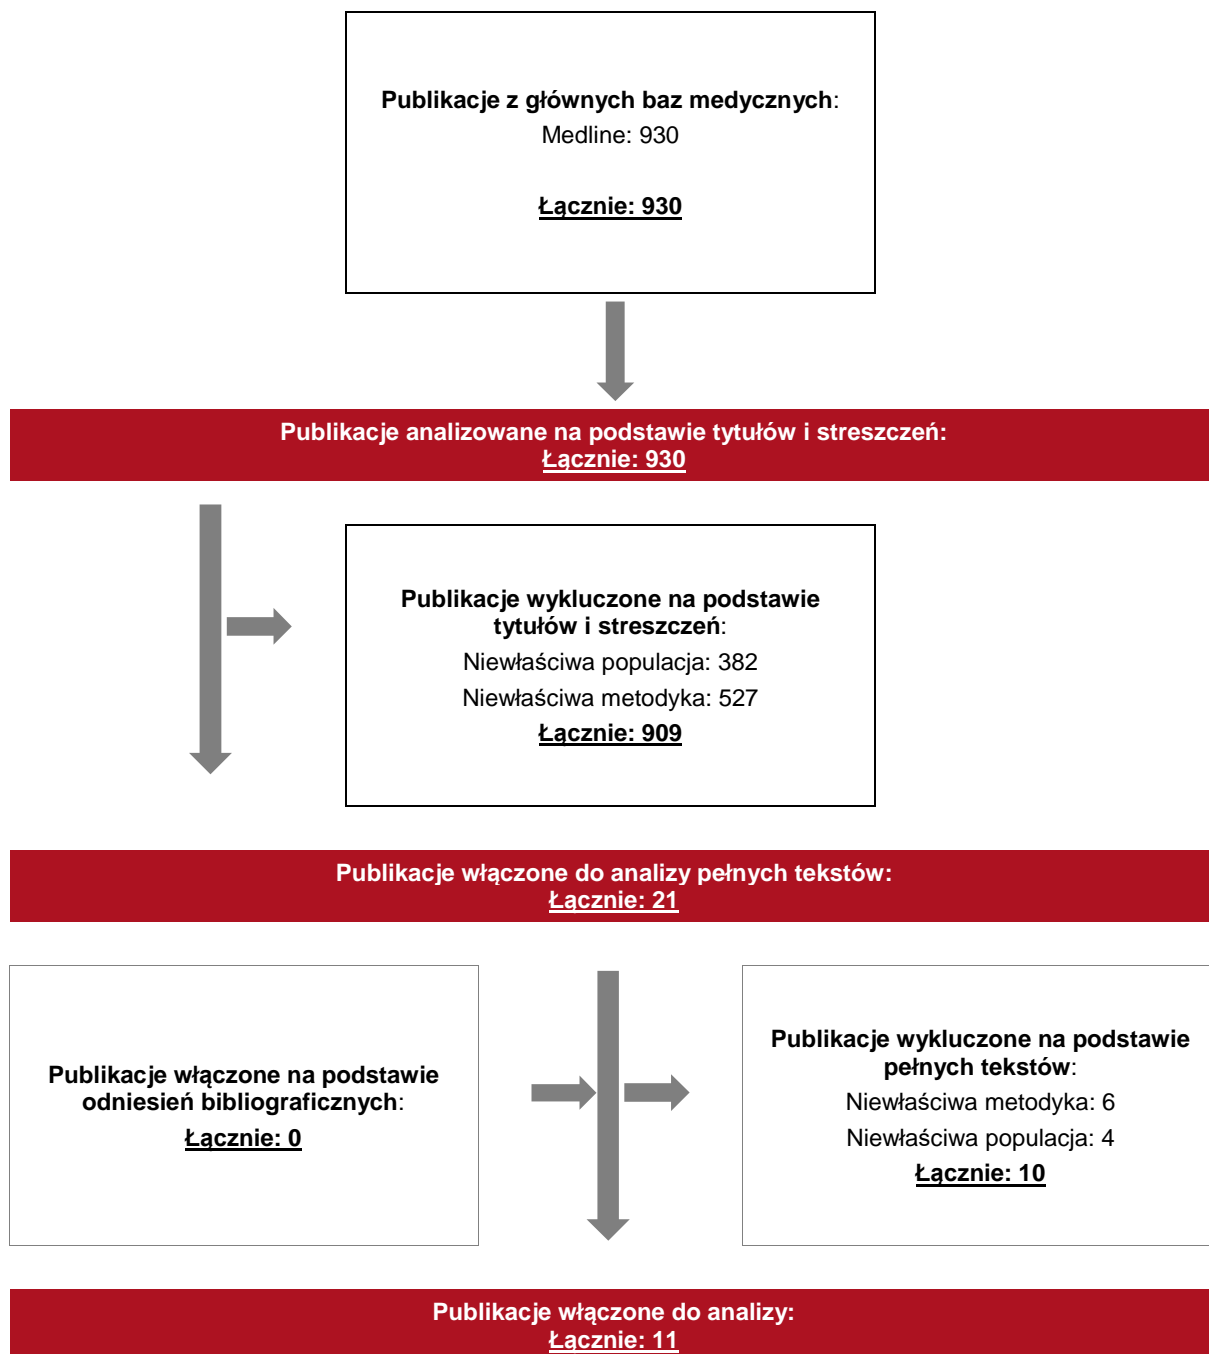 Publikacje z głównych baz medycznych:
Medline: 930
Łącznie: 930
Publikacje analizowane na podstawie tytułów i streszczeń:
Łącznie: 930
Publikacje wykluczone na podstawie
tytułów i streszczeń:
Niewłaściwa populacja: 382
Niewłaściwa metodyka: 527
Łącznie: 909
Publikacje włączone do analizy pełnych tekstów:
Łącznie: 21
Publikacje włączone na podstawie
odniesień bibliograficznych:
Łącznie: 0
Publikacje wykluczone na podstawie
pełnych tekstów:
Niewłaściwa metodyka: 6
Niewłaściwa populacja: 4
Łącznie: 10
Publikacje włączone do analizy:
Łącznie: 11